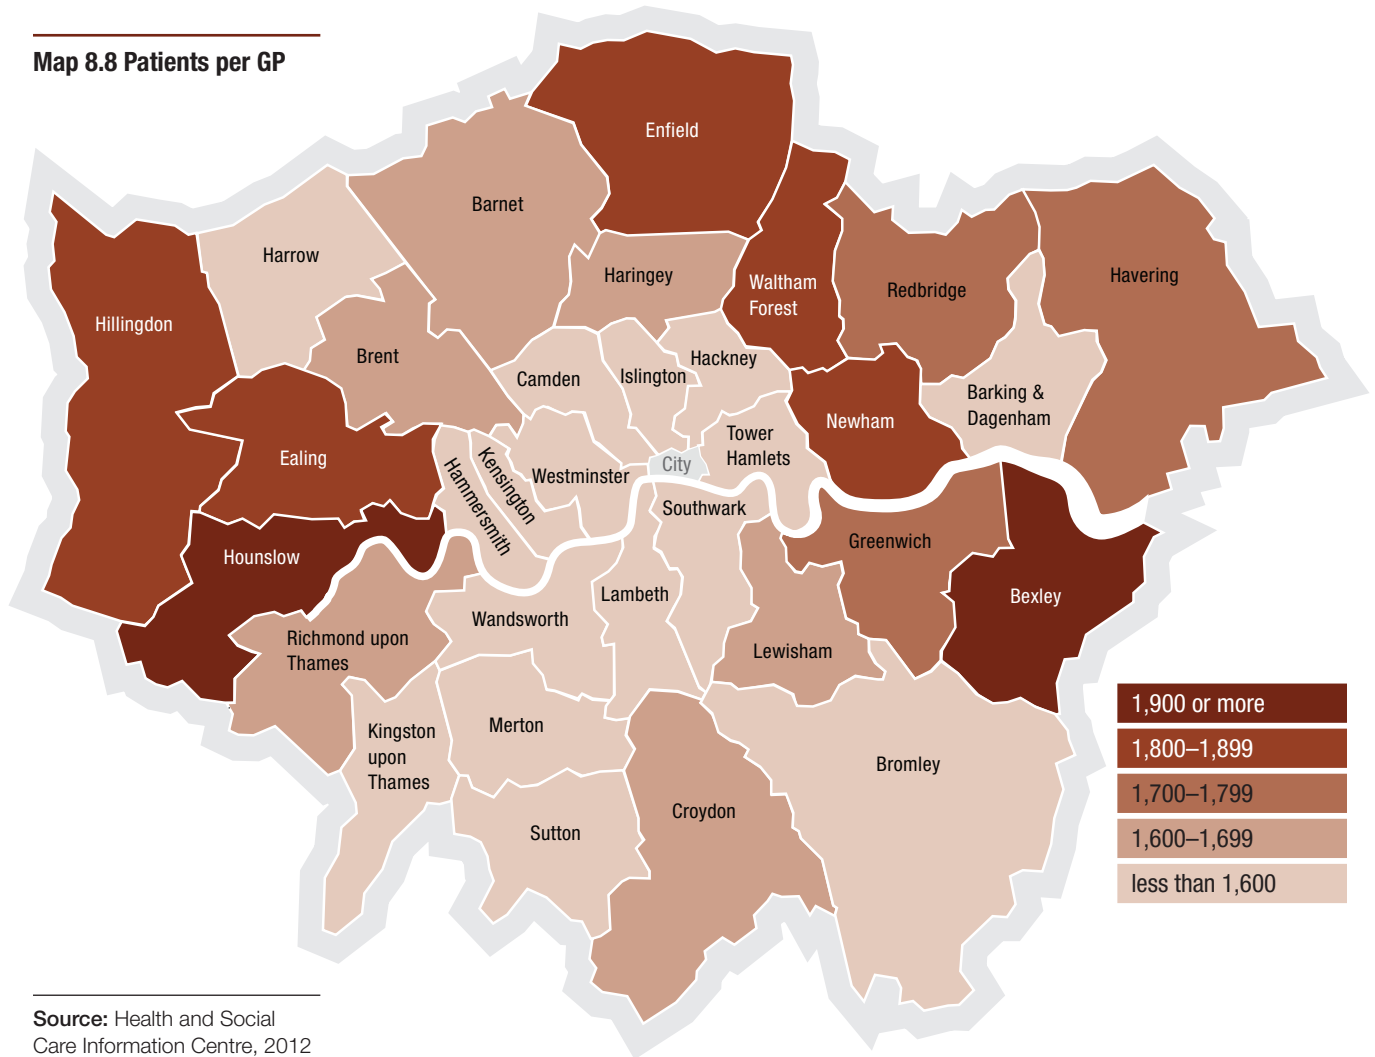 Map 8.8 Patients per GP
Enfield
Barnet
Harrow
Haringey
Waltham
Forest
Redbridge
Havering
Hillingdon
Brent
Hackney
Camden
Islington
Barking &
Dagenham
Newham
Tower
Hamlets
Ealing
City
Kensington
Westminster
Hammersmith
Southwark
Greenwich
Hounslow
Lambeth
Bexley
Wandsworth
Richmond upon
Thames
Lewisham
Merton
Kingston
upon
Thames
Bromley
Croydon
Sutton
1,900 or more
1,800–1,899
1,700–1,799
1,600–1,699
less than 1,600
Source: Health and Social
Care Information Centre, 2012